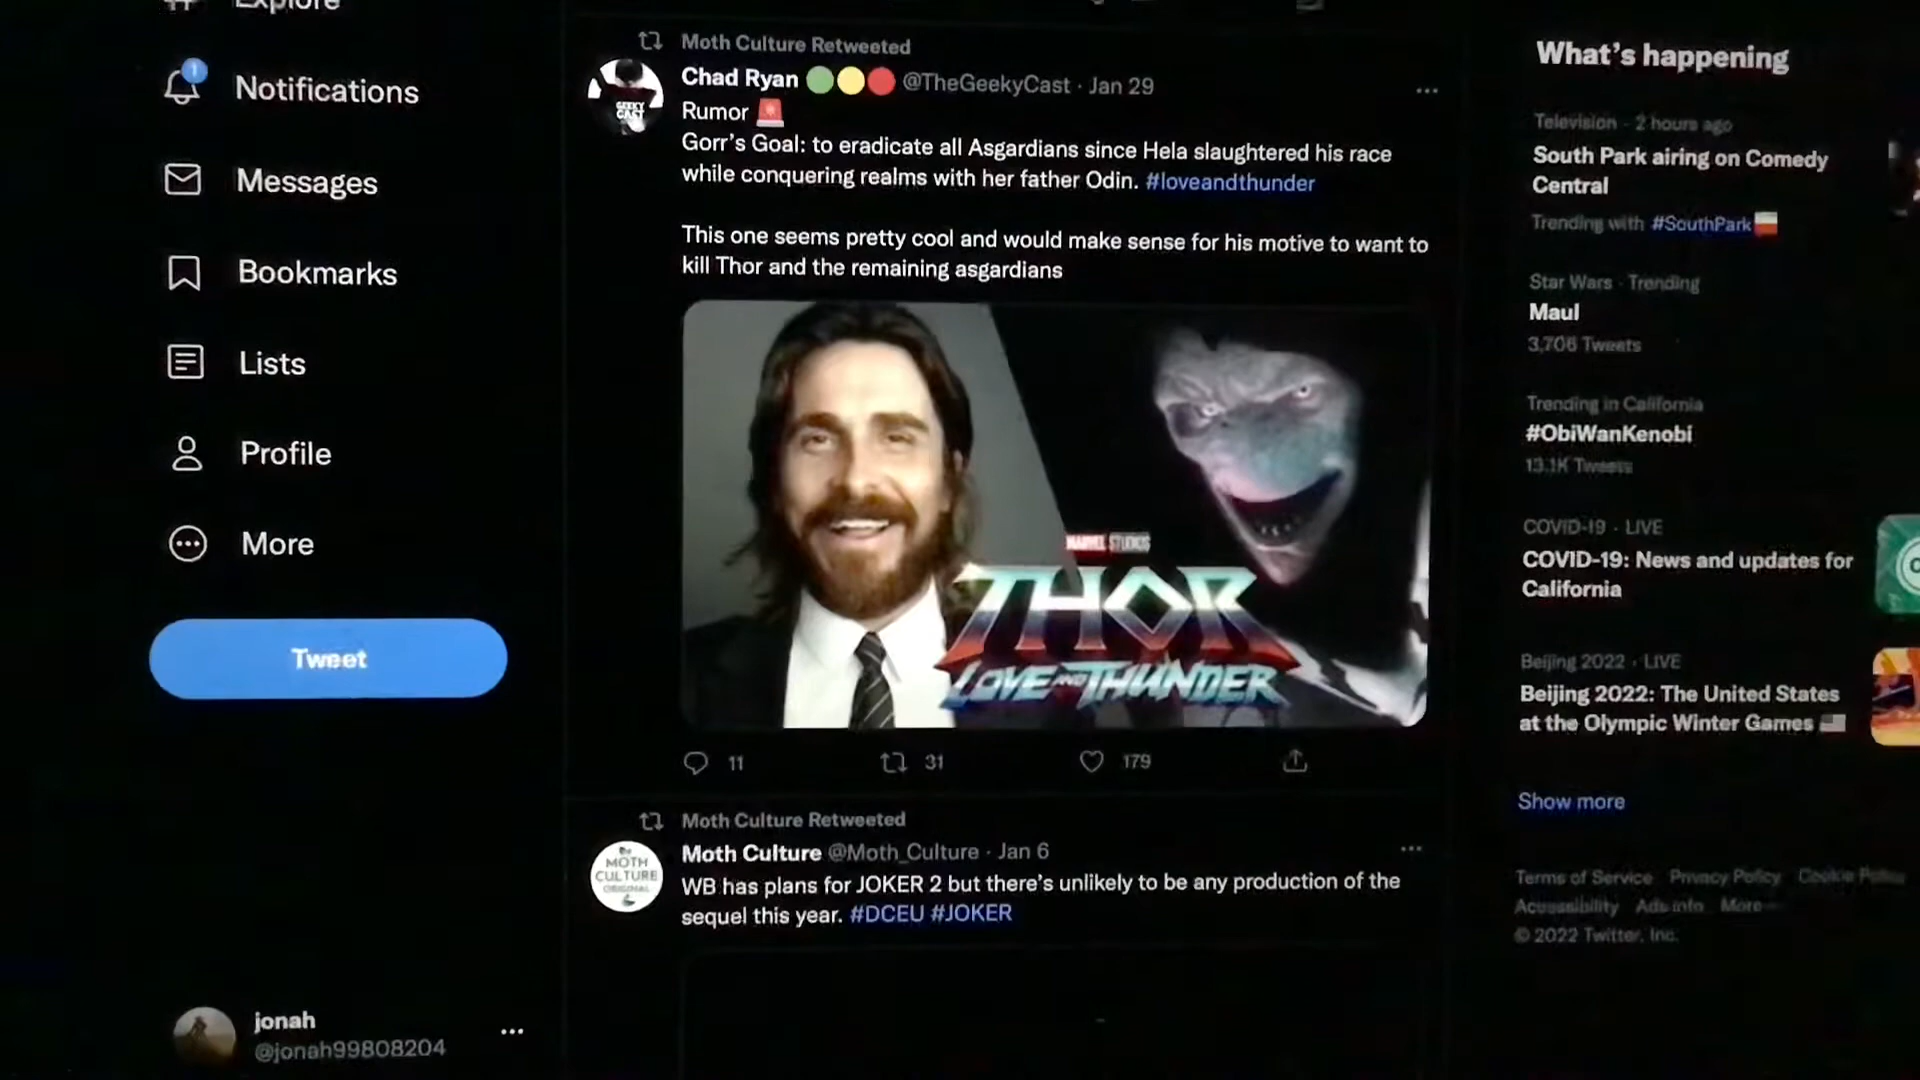 Explore
Notifications
1
Messages
Bookmarks
Lists
Profile
More
Tweet
jonah
@jonah99808204
Moth Culture Retweeted
Chad Ryan 🟢🟡🔴 @TheGeekyCast · Jan 29
GEEKY
CAST
Rumor 🚨
Gorr's Goal: to eradicate all Asgardians since Hela slaughtered his race
while conquering realms with her father Odin. #loveandthunder
This one seems pretty cool and would make sense for his motive to want to
kill Thor and the remaining asgardians
MARVEL STUDIOS
THOR
LOVE AND THUNDER
11 31 179
Moth Culture Retweeted
Moth Culture @Moth_Culture · Jan 6
MOTH
CULTURE
ORIGINAL
WB has plans for JOKER 2 but there's unlikely to be any production of the
sequel this year. #DCEU #JOKER
What's happening
Television · 2 hours ago
South Park airing on Comedy
Central
Trending with #SouthPark
Star Wars · Trending
Maul
3,706 Tweets
Trending in California
#ObiWanKenobi
13.1K Tweets
COVID-19 · LIVE
COVID-19: News and updates for
California
Beijing 2022 · LIVE
Beijing 2022: The United States
at the Olympic Winter Games 🇺🇸
Show more
Terms of Service Privacy Policy Cookie Policy
Accessibility Ads info More
© 2022 Twitter, Inc.